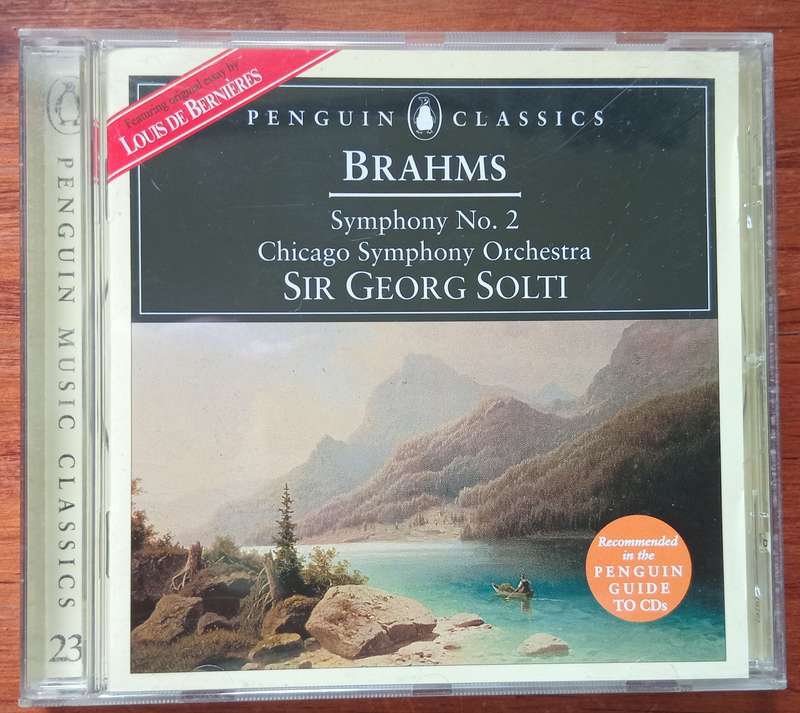 Featuring original essay by
LOUIS DE BERNIÈRES
PENGUIN CLASSICS
BRAHMS
Symphony No. 2
Chicago Symphony Orchestra
SIR GEORG SOLTI
Recommended
in the
PENGUIN
GUIDE
TO CDs
PENGUIN MUSIC CLASSICS
23